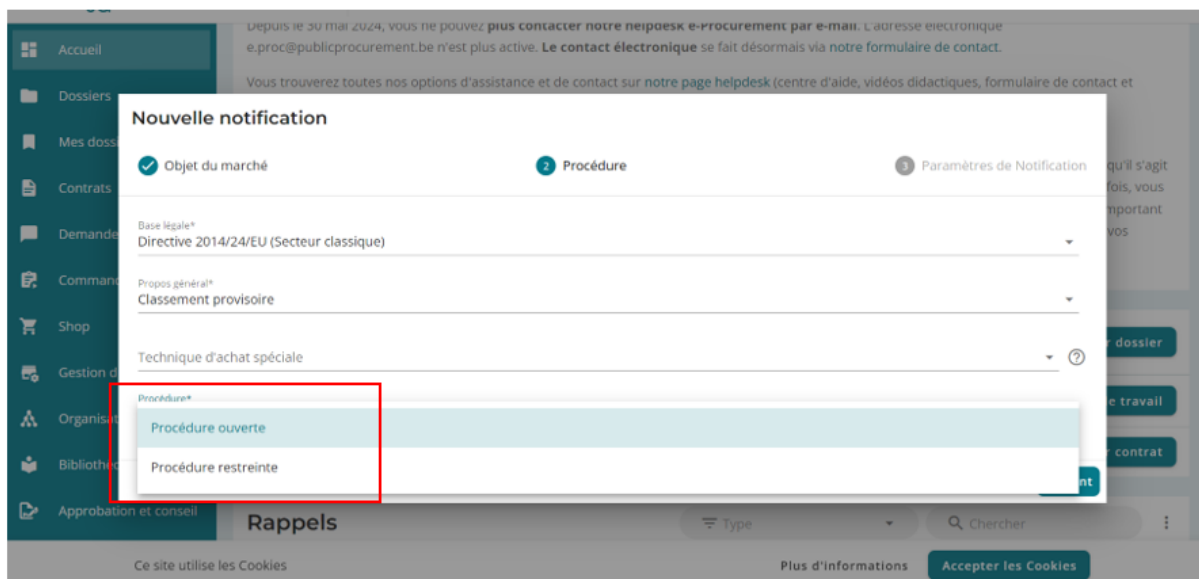 Depuis le 30 mai 2024, vous ne pouvez plus contacter notre helpdesk e-Procurement par e-mail. L'adresse électronique
e.proc@publicprocurement.be n'est plus active. Le contact électronique se fait désormais via notre formulaire de contact.
Vous trouverez toutes nos options d'assistance et de contact sur notre page helpdesk (centre d'aide, vidéos didactiques, formulaire de contact et
Accueil
Dossiers
Mes doss
Contrats
Demande
Command
Shop
Gestion d
Organisat
Biblioth
Approbation et conseil
Nouvelle notification
Objet du marché
2 Procédure
3 Paramètres de Notification
qu'il s'agit
fois, vous
mportant
vos
Base légale*
Directive 2014/24/EU (Secteur classique)
Propos général*
Classement provisoire
Technique d'achat spéciale
Procédure*
Procédure ouverte
Procédure restreinte
r dossier
e travail
r contrat
nt
Rappels
Type
Chercher
Ce site utilise les Cookies
Plus d'informations
Accepter les Cookies